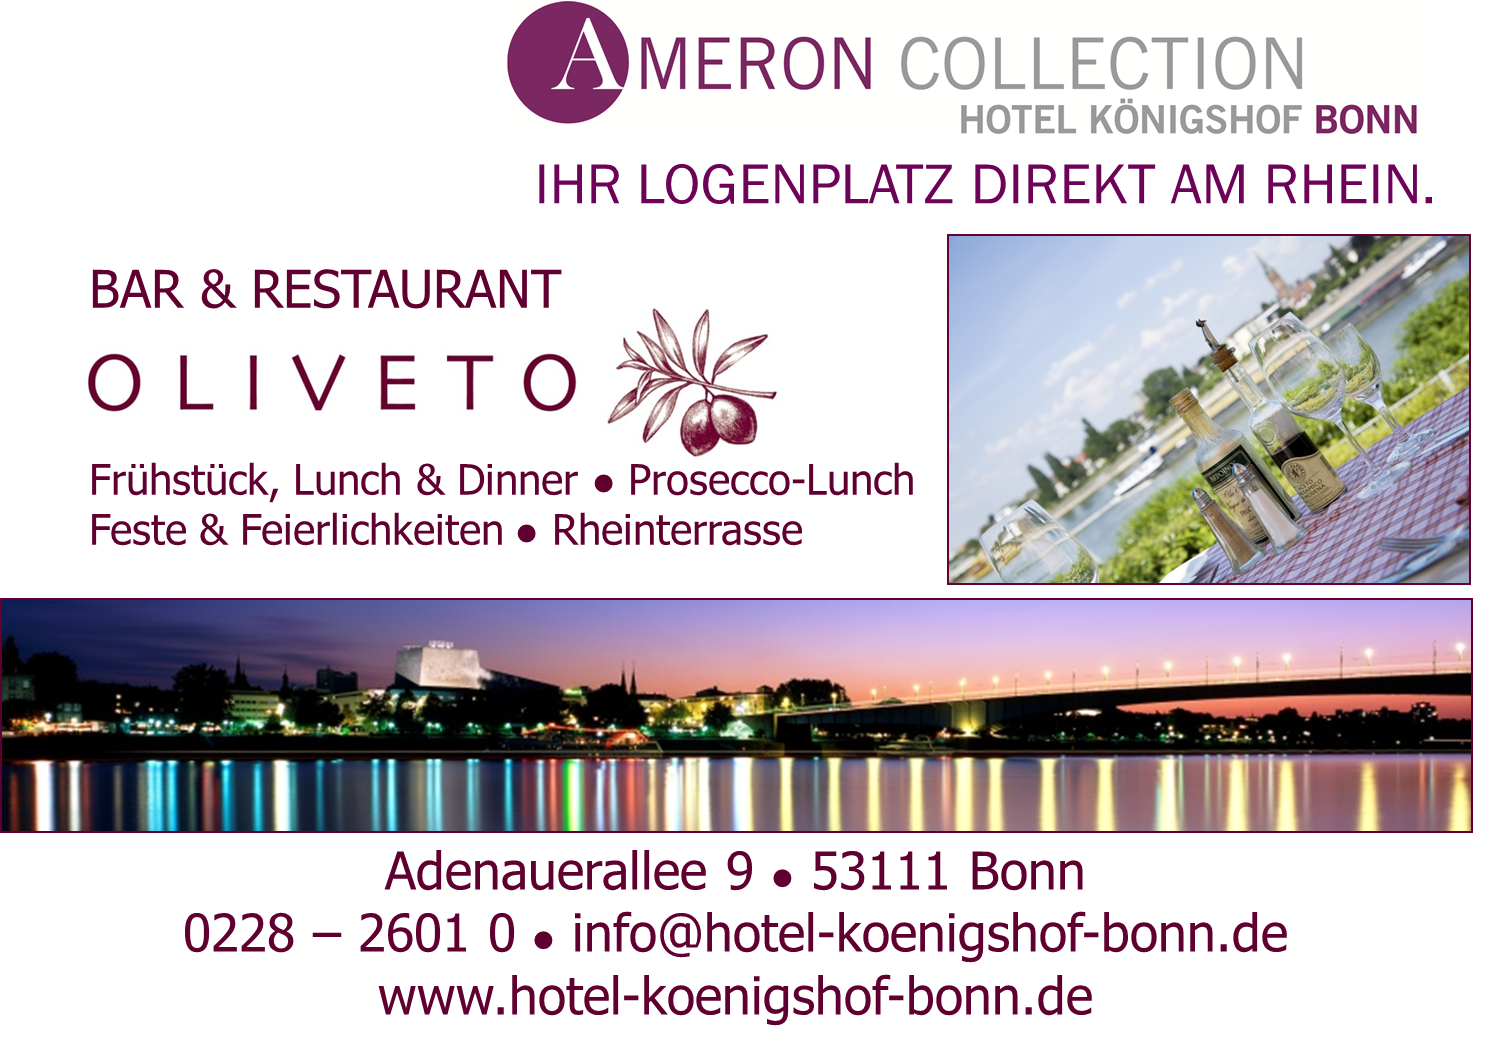 AMERON COLLECTION
HOTEL KÖNIGSHOF BONN
IHR LOGENPLATZ DIREKT AM RHEIN.
BAR & RESTAURANT
OLIVETO
Frühstück, Lunch & Dinner ● Prosecco-Lunch
Feste & Feierlichkeiten ● Rheinterrasse
Adenauerallee 9 ● 53111 Bonn
0228 – 2601 0 ● info@hotel-koenigshof-bonn.de
www.hotel-koenigshof-bonn.de